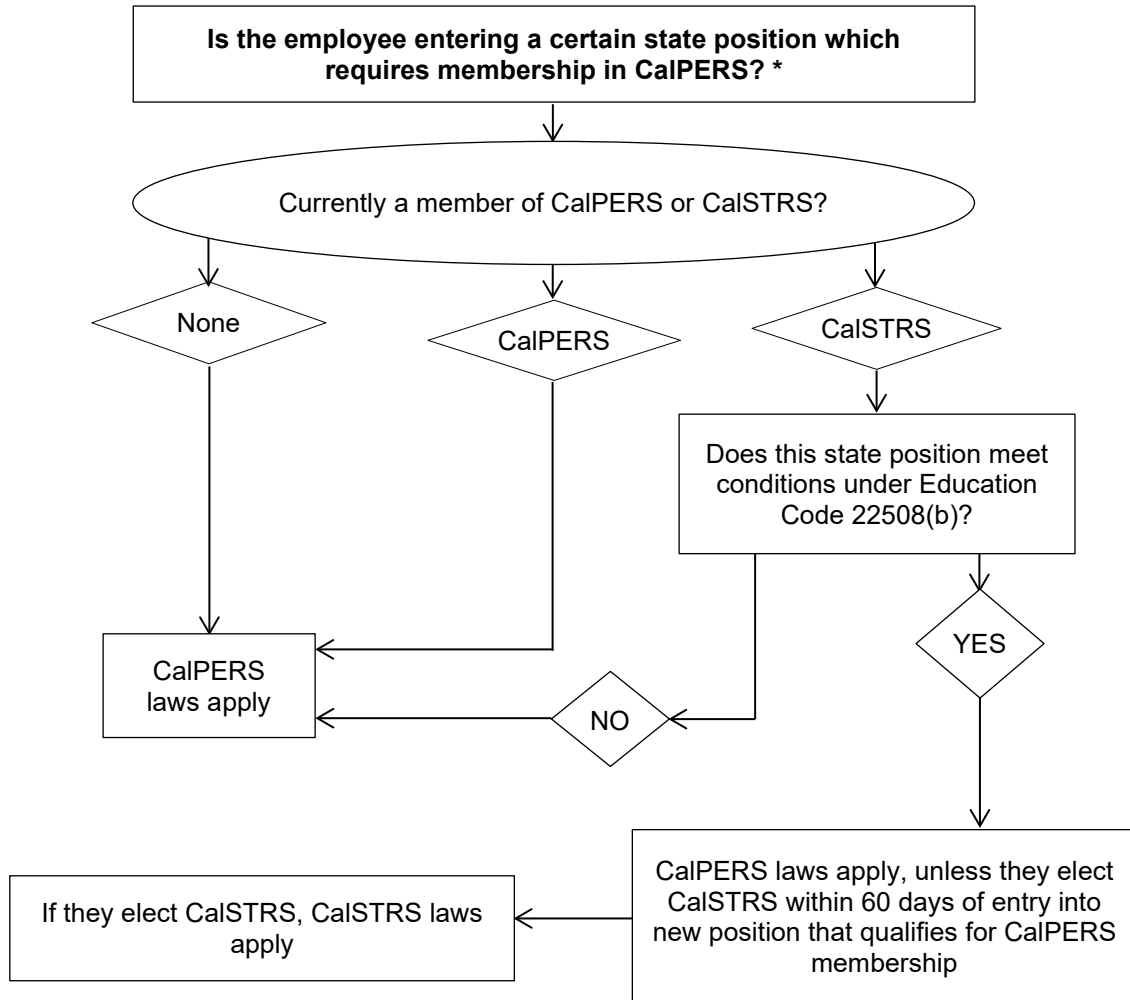 Is the employee entering a certain state position which
requires membership in CalPERS? *
Currently a member of CalPERS or CalSTRS?
None
CalPERS
CalSTRS
Does this state position meet
conditions under Education
Code 22508(b)?
YES
CalPERS
laws apply
NO
CalPERS laws apply, unless they elect
CalSTRS within 60 days of entry into
new position that qualifies for CalPERS
membership
If they elect CalSTRS, CalSTRS laws
apply